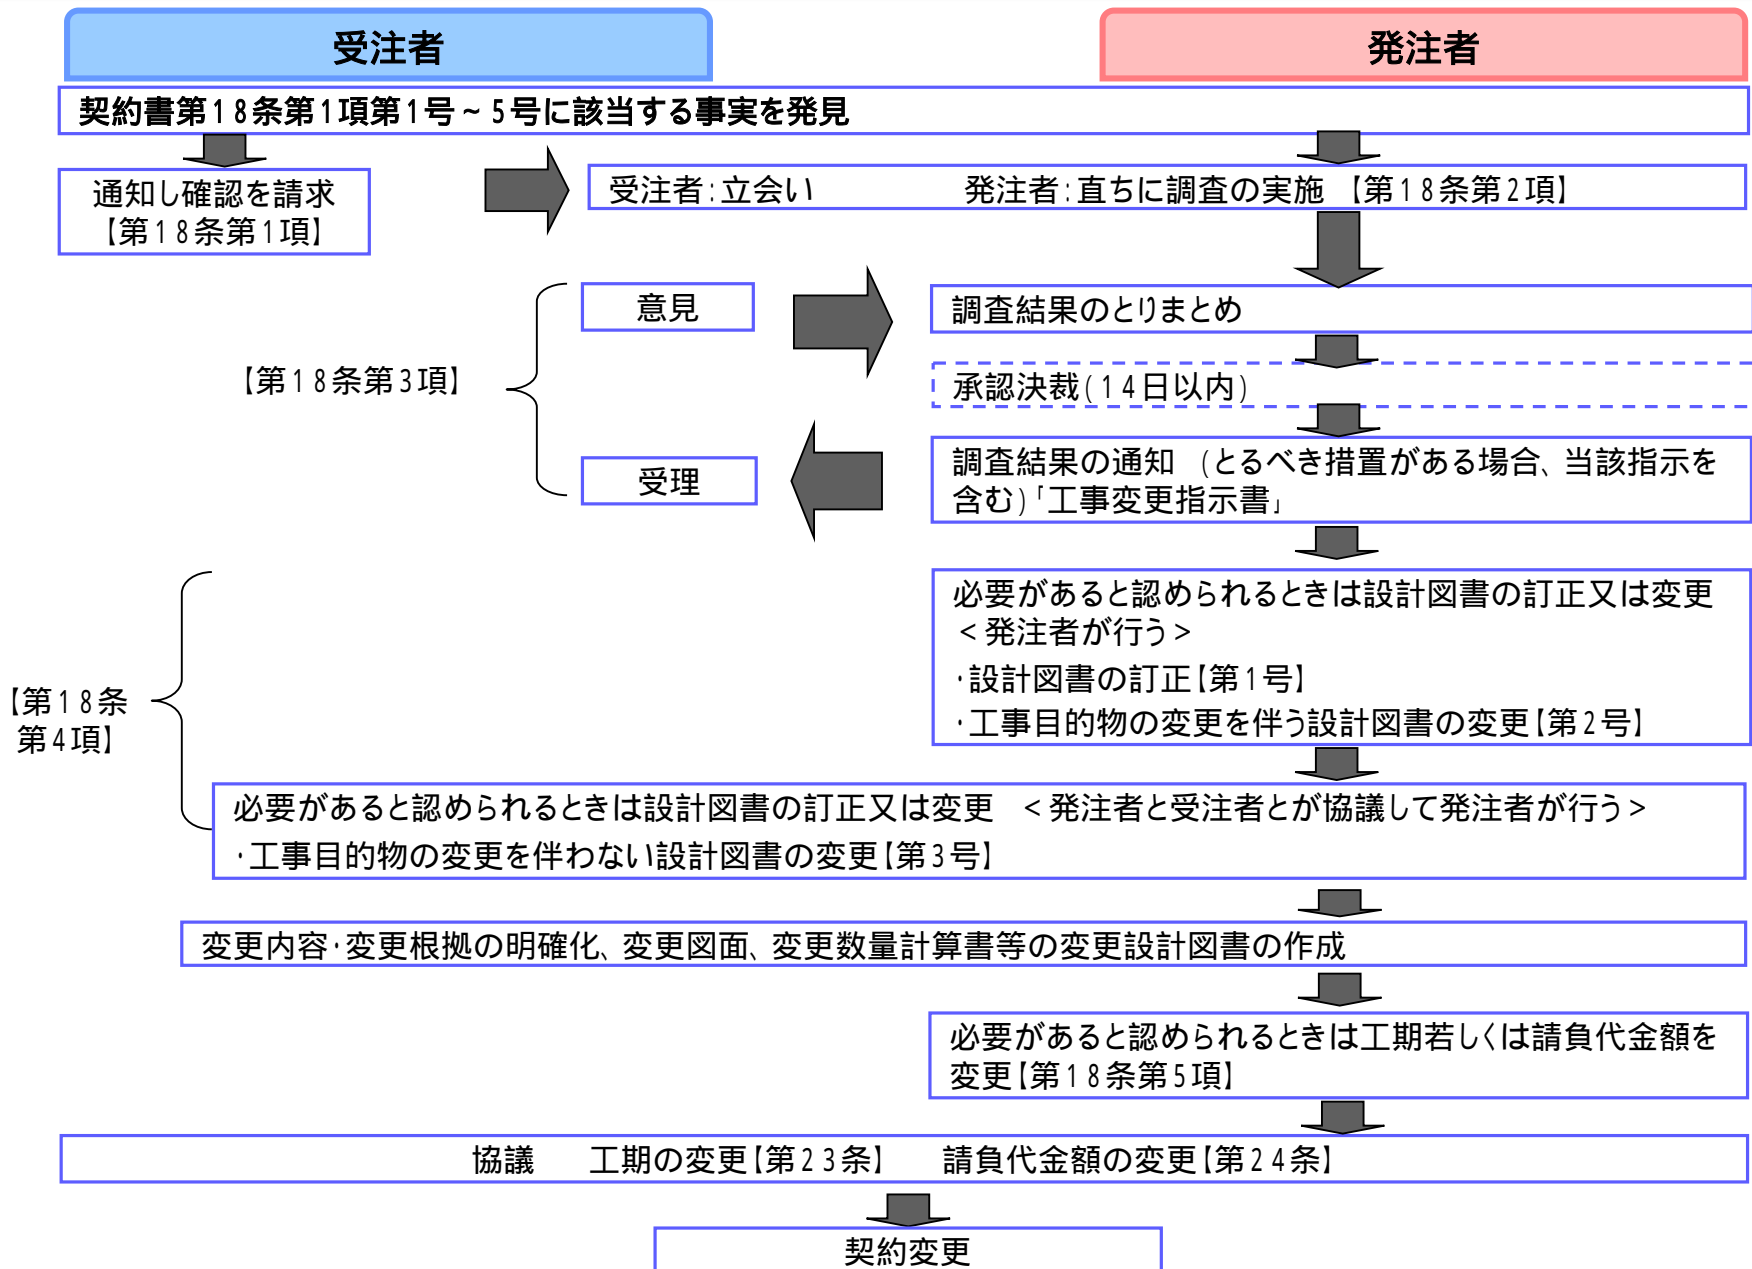 受注者
発注者
契約書第18条第1項第1号~5号に該当する事実を発見
通知し確認を請求
【第18条第1項】
受注者:立会い　発注者:直ちに調査の実施 【第18条第2項】
意見
調査結果のとりまとめ
【第18条第3項】
承認決裁(14日以内)
受理
調査結果の通知 (とるべき措置がある場合、当該指示を
含む)「工事変更指示書」
必要があると認められるときは設計図書の訂正又は変更
<発注者が行う>
・設計図書の訂正【第1号】
・工事目的物の変更を伴う設計図書の変更【第2号】
【第18条
第4項】
必要があると認められるときは設計図書の訂正又は変更 <発注者と受注者とが協議して発注者が行う>
・工事目的物の変更を伴わない設計図書の変更【第3号】
変更内容・変更根拠の明確化、変更図面、変更数量計算書等の変更設計図書の作成
必要があると認められるときは工期若しくは請負代金額を
変更【第18条第5項】
協議　工期の変更【第23条】　請負代金額の変更【第24条】
契約変更